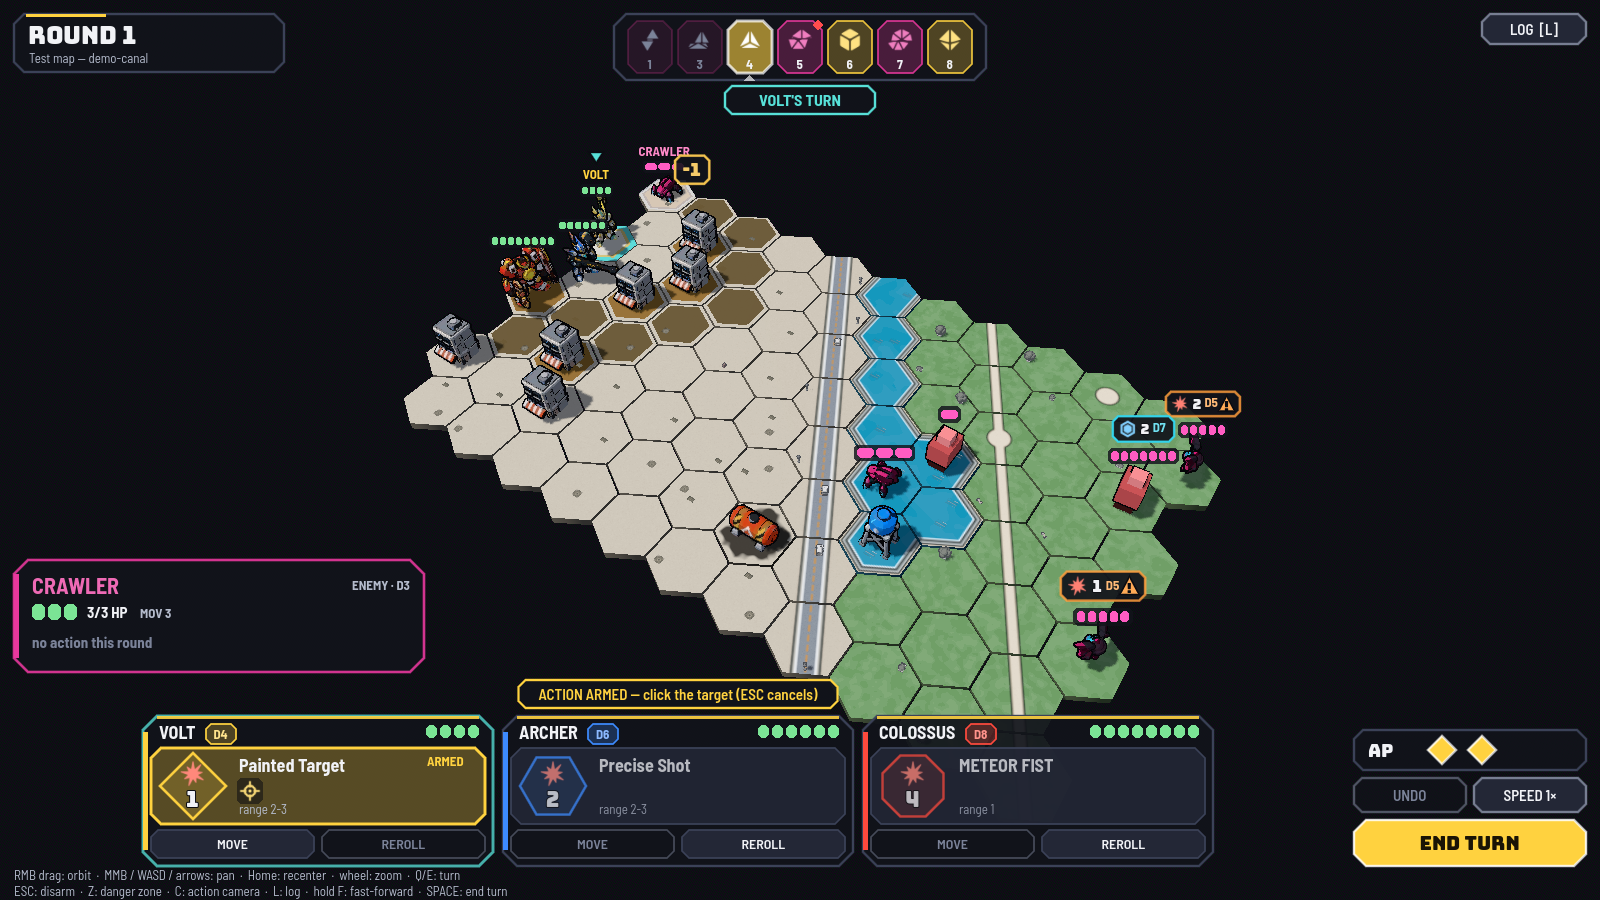 ROUND 1
Test map — demo-canal
1
3
4
5
6
7
8
LOG [L]
VOLT'S TURN
CRAWLER
-1
VOLT
2 D5
2 D7
1 D5
CRAWLER
ENEMY · D3
3/3 HP MOV 3
no action this round
ACTION ARMED — click the target (ESC cancels)
VOLT D4
Painted Target ARMED
1
range 2-3
MOVE REROLL
ARCHER D6
Precise Shot
2
range 2-3
MOVE REROLL
COLOSSUS D8
METEOR FIST
4
range 1
MOVE REROLL
AP
UNDO SPEED 1×
END TURN
RMB drag: orbit · MMB / WASD / arrows: pan · Home: recenter · wheel: zoom · Q/E: turn
ESC: disarm · Z: danger zone · C: action camera · L: log · hold F: fast-forward · SPACE: end turn